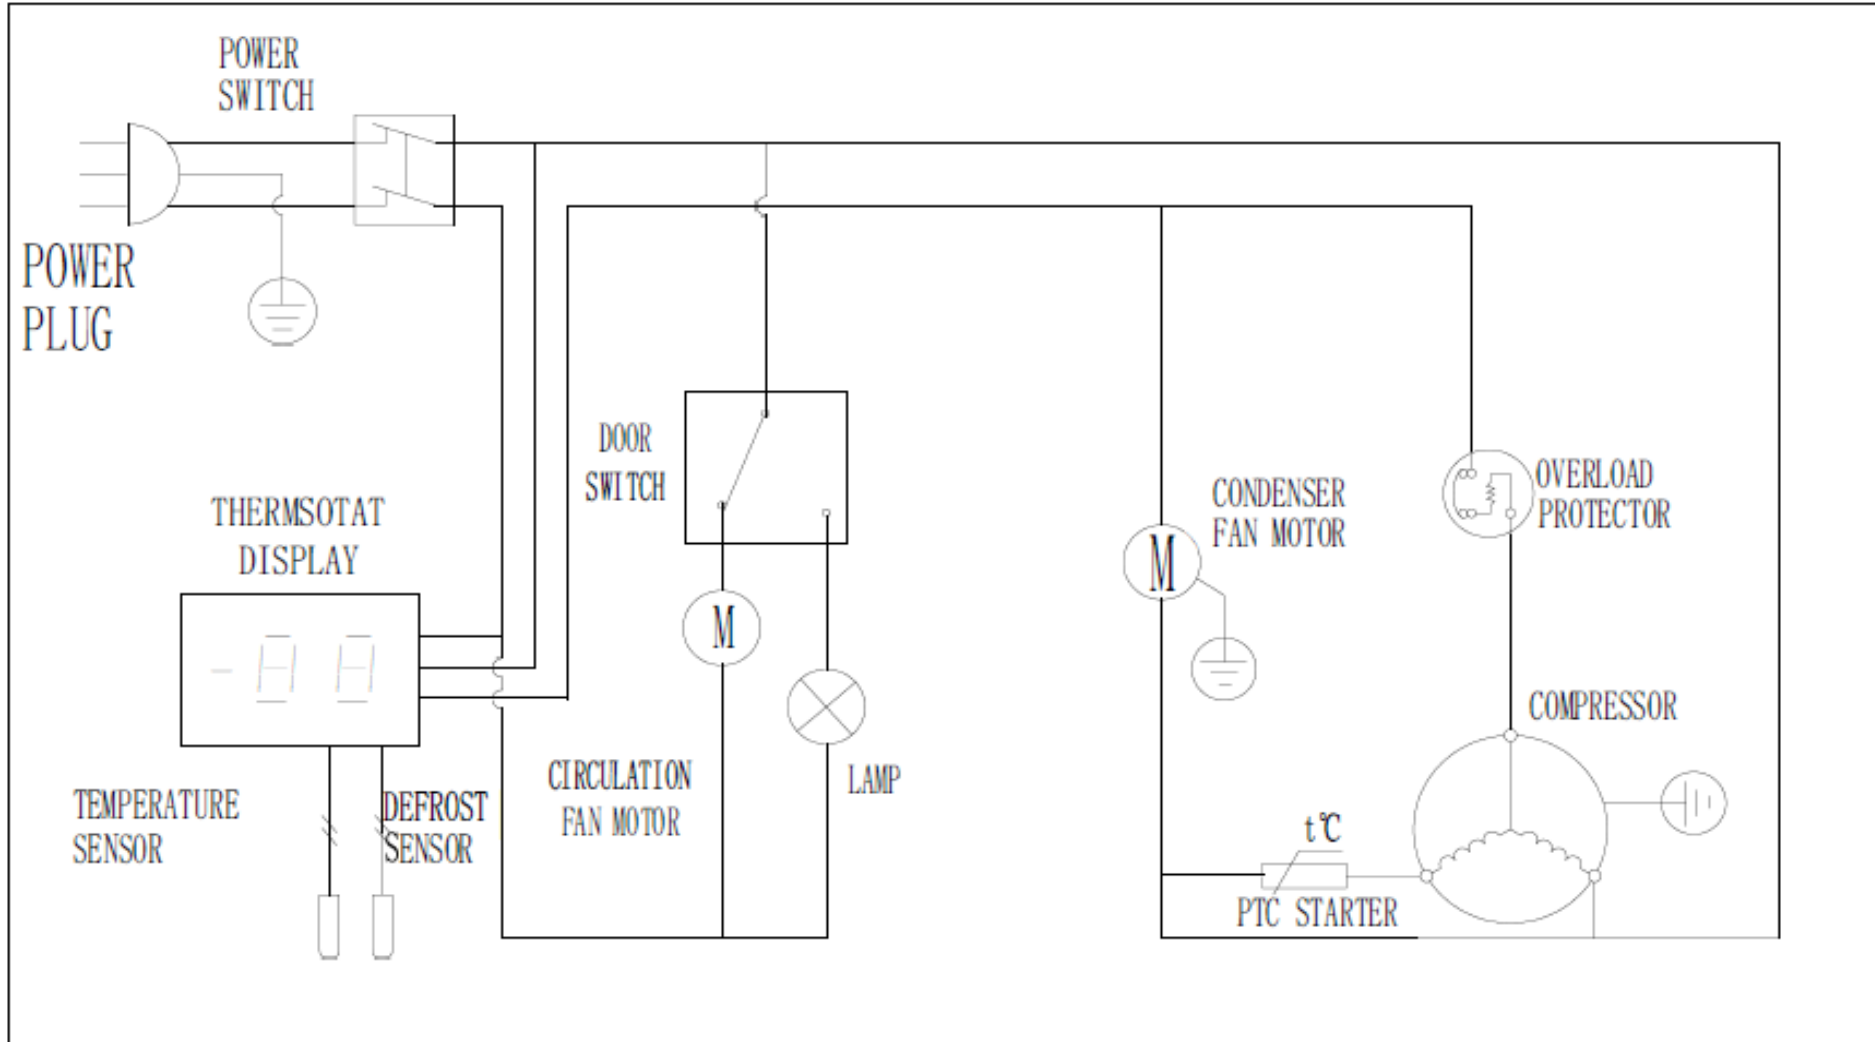 POWER
SWITCH
POWER
PLUG
THERMSOTAT
DISPLAY
-88
TEMPERATURE
SENSOR
DEFROST
SENSOR
DOOR
SWITCH
M
CIRCULATION
FAN MOTOR
LAMP
CONDENSER
FAN MOTOR
M
OVERLOAD
PROTECTOR
COMPRESSOR
t℃
PTC STARTER